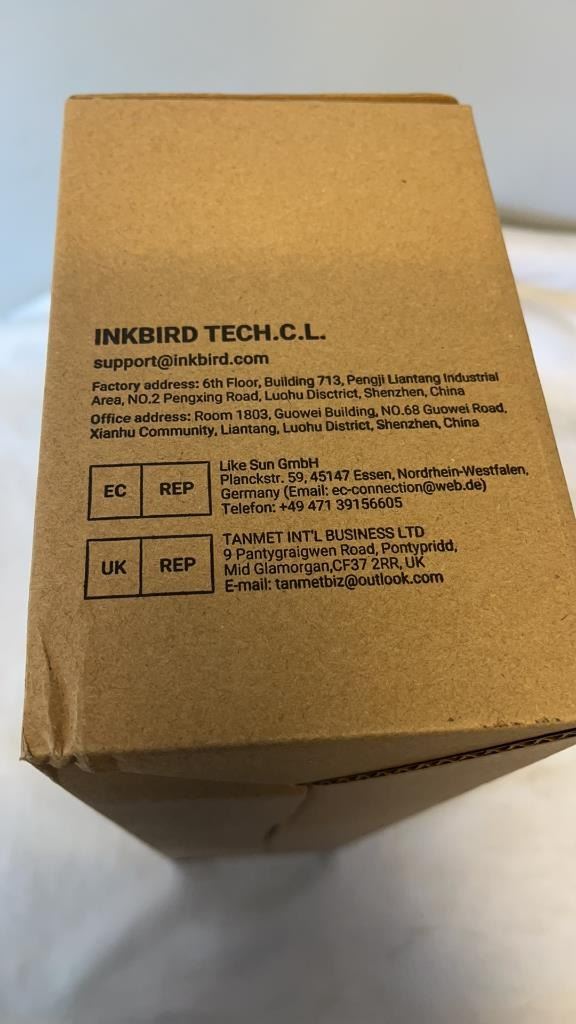 INKBIRD TECH.C.L.
support@inkbird.com
Factory address: 6th Floor, Building 713, Pengji Liantang Industrial
Area, NO.2 Pengxing Road, Luohu Disctrict, Shenzhen, China
Office address: Room 1803, Guowei Building, NO.68 Guowei Road,
Xianhu Community, Liantang, Luohu District, Shenzhen, China
EC REP
Like Sun GmbH
Planckstr. 59, 45147 Essen, Nordrhein-Westfalen,
Germany (Email: ec-connection@web.de)
Telefon: +49 471 39156605
UK REP
TANMET INT'L BUSINESS LTD
9 Pantygraigwen Road, Pontypridd,
Mid Glamorgan,CF37 2RR, UK
E-mail: tanmetbiz@outlook.com